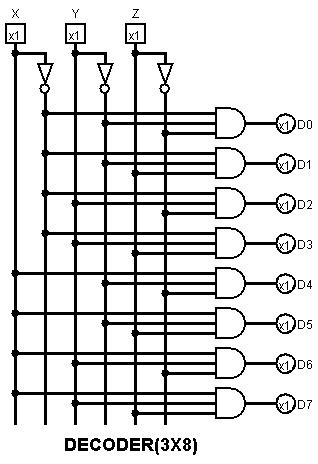 X Y Z
x1 x1 x1
x1 D0
x1 D1
x1 D2
x1 D3
x1 D4
x1 D5
x1 D6
x1 D7
DECODER(3X8)